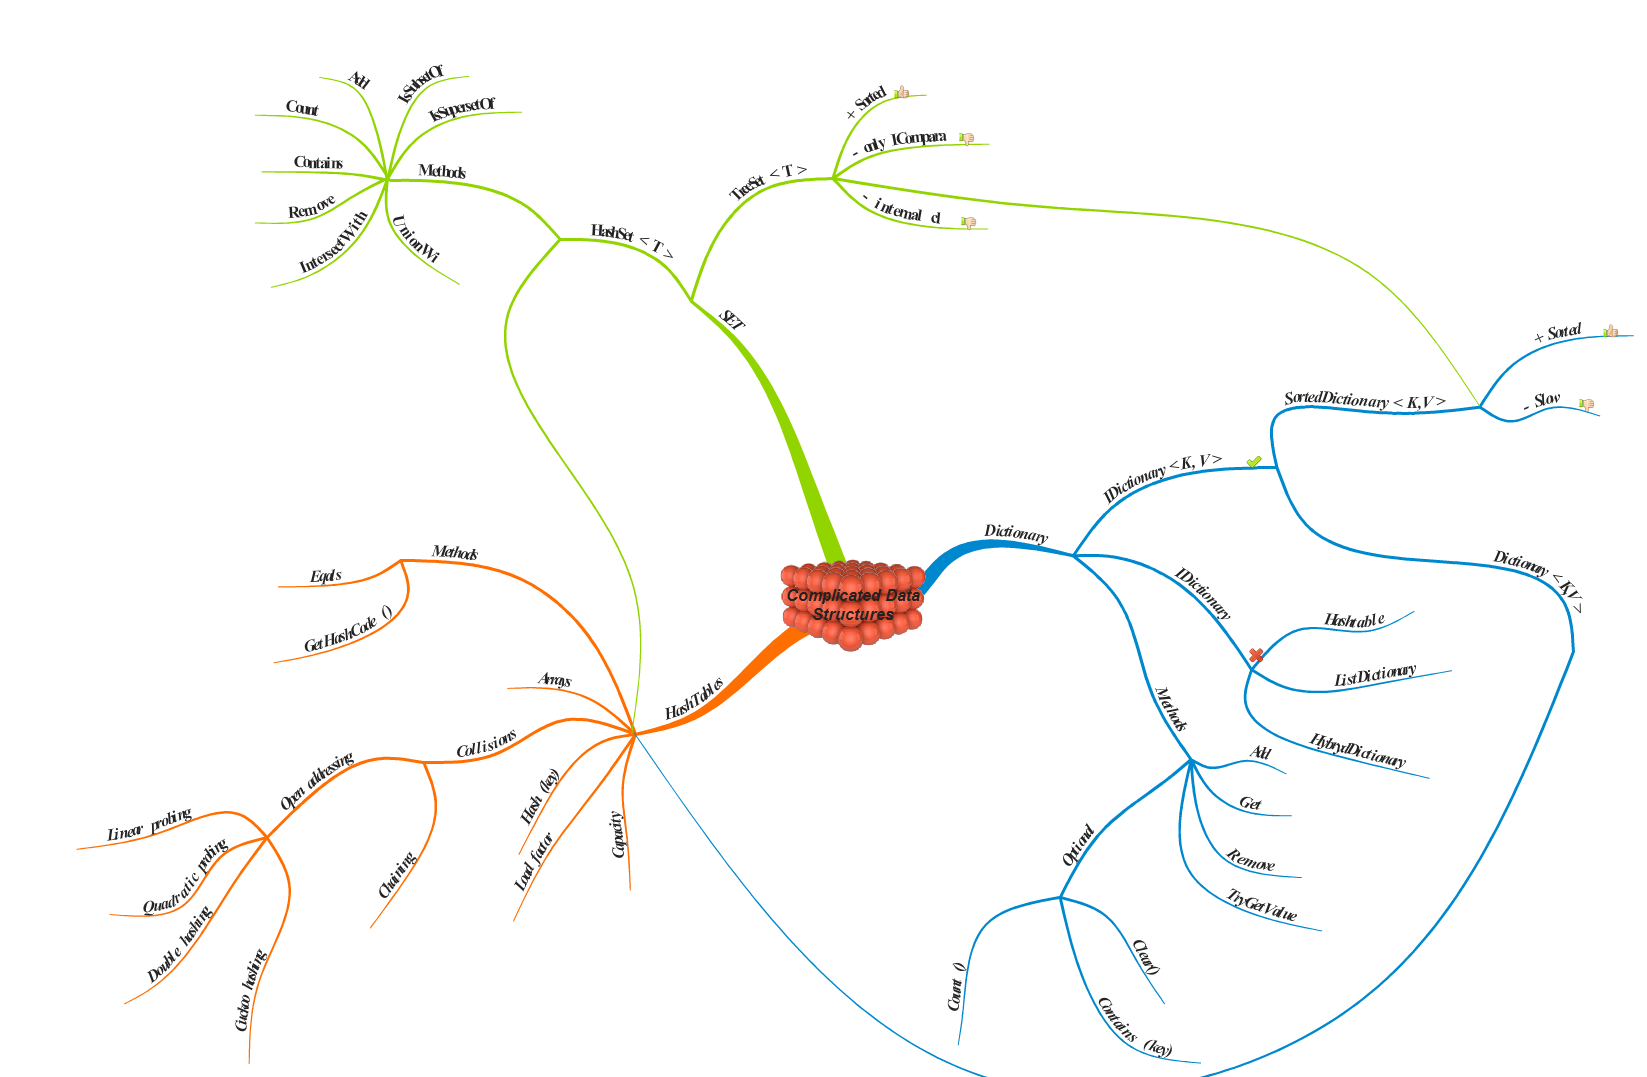 Complicated Data
Structures
SET
HashSet < T >
Methods
Add
IsSubsetOf
IsSupersetOf
Count
Contains
Remove
IntersectWith
UnionWi
TreeSet < T >
+ Sorted
- only ICompara
- internal cl
Dictionary
IDictionary < K, V >
SortedDictionary < K,V >
+ Sorted
- Slow
Dictionary < K,V >
IDictionary
Hashtable
ListDictionary
HybrydDictionary
Methods
Add
Get
Remove
TryGetValue
Optional
Count ()
Clear()
Contains (key)
HashTables
Methods
Eqals
GetHashCode ()
Arrays
Collisions
Open addressing
Linear probing
Quadratic probing
Double hashing
Cuckoo hashing
Chaining
Hash (key)
Load factor
Capacity